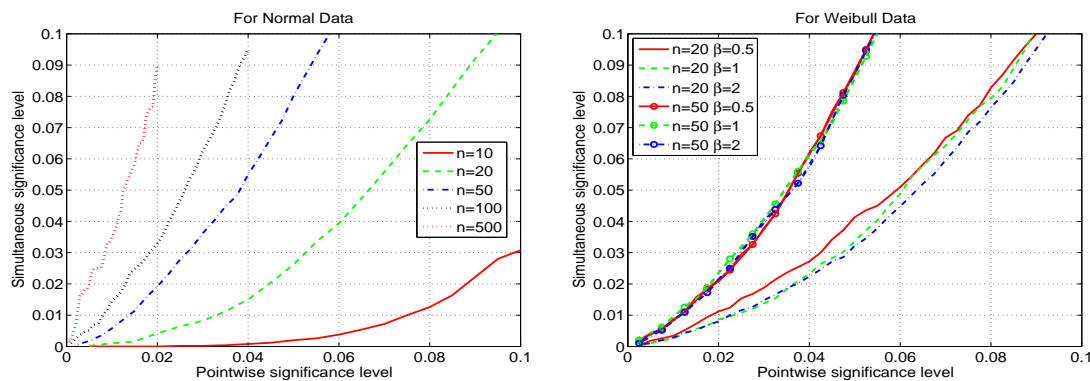 For Normal Data
Simultaneous significance level
0.1
0.09
0.08
0.07
0.06
0.05
0.04
0.03
0.02
0.01
0
n=10
n=20
n=50
n=100
n=500
0
0.02
0.04
0.06
0.08
0.1
Pointwise significance level
For Weibull Data
Simultaneous significance level
0.1
0.09
0.08
0.07
0.06
0.05
0.04
0.03
0.02
0.01
0
n=20 β=0.5
n=20 β=1
n=20 β=2
n=50 β=0.5
n=50 β=1
n=50 β=2
0
0.02
0.04
0.06
0.08
0.1
Pointwise significance level